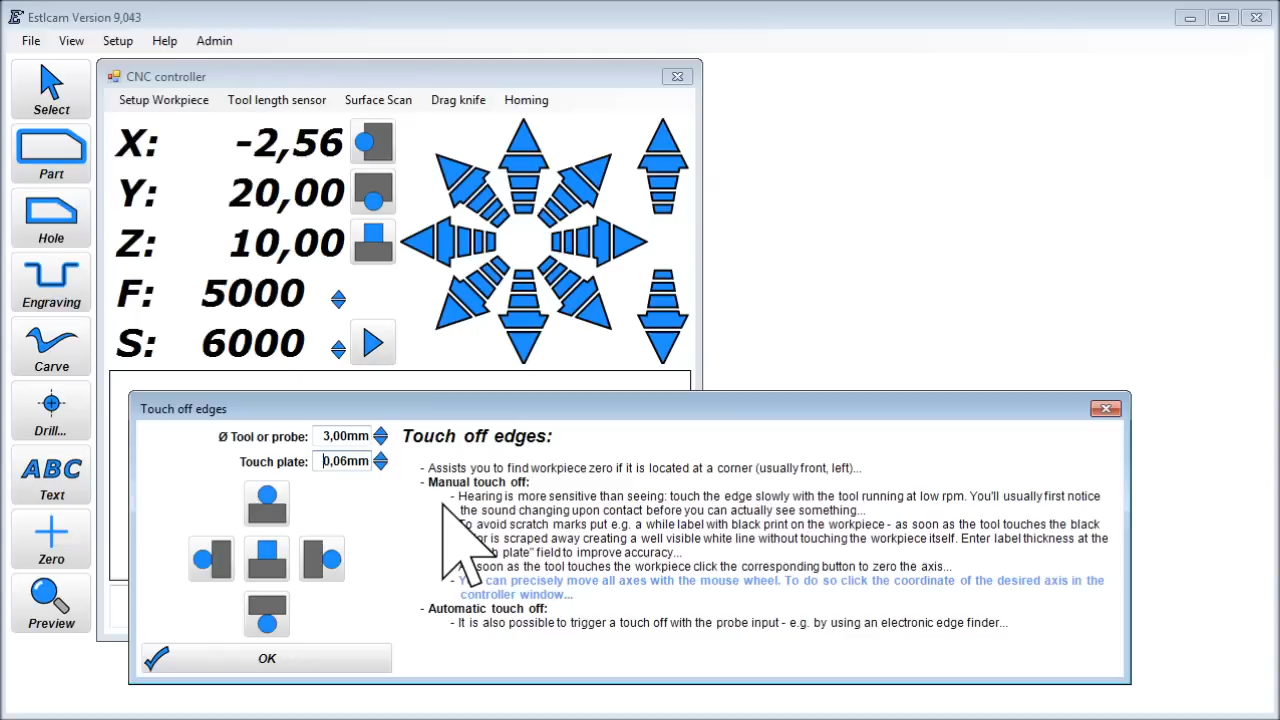 Estlcam Version 9,043
File View Setup Help Admin
Select
Part
Hole
Engraving
Carve
Drill...
ABC
Text
Zero
Preview
CNC controller
Setup Workpiece Tool length sensor Surface Scan Drag knife Homing
X: -2,56
Y: 20,00
Z: 10,00
F: 5000
S: 6000
Touch off edges
Ø Tool or probe: 3,00mm
Touch plate: 0,06mm
OK
Touch off edges:
- Assists you to find workpiece zero if it is located at a corner (usually front, left)...
- Manual touch off:
- Hearing is more sensitive than seeing: touch the edge slowly with the tool running at low rpm. You'll usually first notice
the sound changing upon contact before you can actually see something...
To avoid scratch marks put e.g. a while label with black print on the workpiece - as soon as the tool touches the black
is scraped away creating a well visible white line without touching the workpiece itself. Enter label thickness at the
plate" field to improve accuracy...
soon as the tool touches the workpiece click the corresponding button to zero the axis...
can precisely move all axes with the mouse wheel. To do so click the coordinate of the desired axis in the
controller window...
- Automatic touch off:
- It is also possible to trigger a touch off with the probe input - e.g. by using an electronic edge finder...